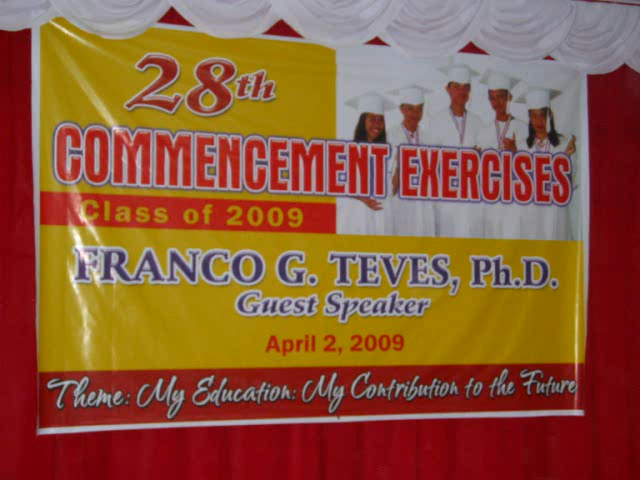 28th
COMMENCEMENT EXERCISES
Class of 2009
FRANCO G. TEVES, Ph.D.
Guest Speaker
April 2, 2009
Theme: My Education: My Contribution to the Future